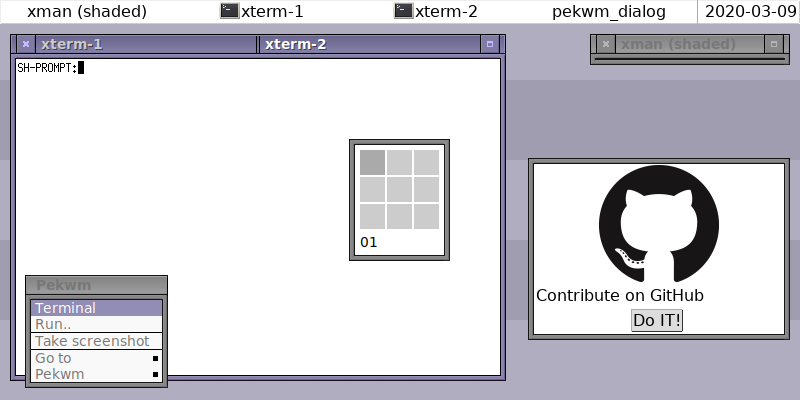 xman (shaded) xterm-1 xterm-2 pekwm_dialog 2020-03-09
xterm-1 xterm-2
xman (shaded)
SH-PROMPT:
01
Contribute on GitHub
Do IT!
Pekwm
Terminal
Run..
Take screenshot
Go to
Pekwm